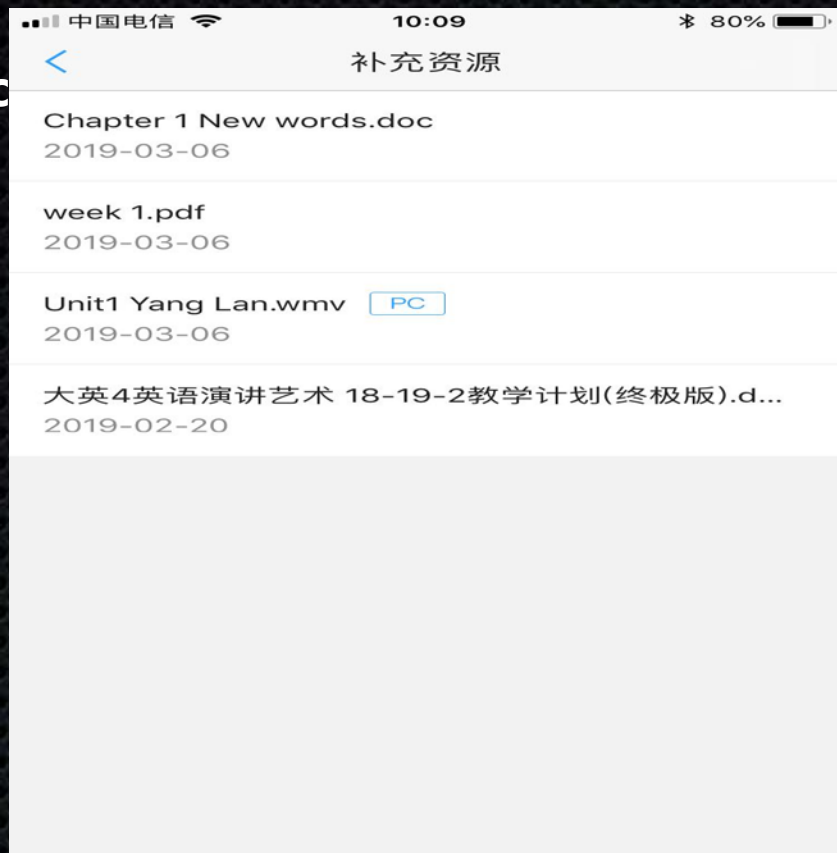 中国电信 10:09 80%
补充资源
Chapter 1 New words.doc
2019-03-06
week 1.pdf
2019-03-06
Unit1 Yang Lan.wmv PC
2019-03-06
大英4英语演讲艺术 18-19-2教学计划(终极版).d...
2019-02-20